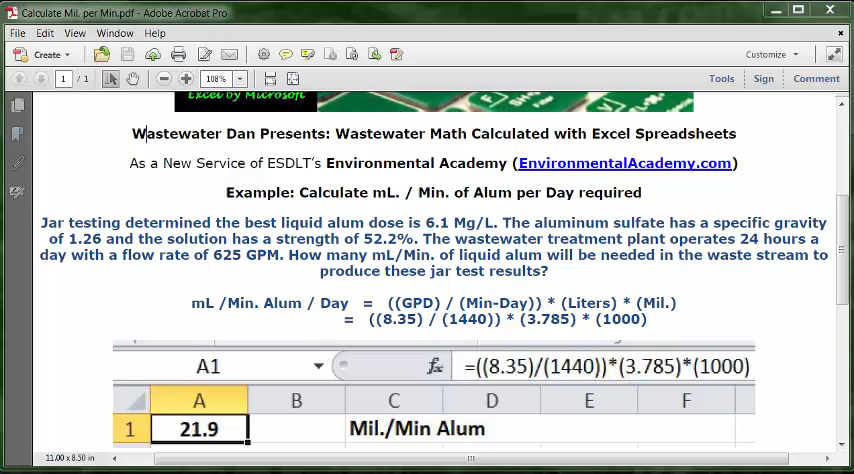 Calculate Mil. per Min.pdf - Adobe Acrobat Pro
File Edit View Window Help
Create
Customize
1 / 1 108% Tools Sign Comment
Excel by Microsoft
Wastewater Dan Presents: Wastewater Math Calculated with Excel Spreadsheets
As a New Service of ESDLT's Environmental Academy (EnvironmentalAcademy.com)
Example: Calculate mL. / Min. of Alum per Day required
Jar testing determined the best liquid alum dose is 6.1 Mg/L. The aluminum sulfate has a specific gravity
of 1.26 and the solution has a strength of 52.2%. The wastewater treatment plant operates 24 hours a
day with a flow rate of 625 GPM. How many mL/Min. of liquid alum will be needed in the waste stream to
produce these jar test results?
mL /Min. Alum / Day = ((GPD) / (Min-Day)) * (Liters) * (Mil.)
= ((8.35) / (1440)) * (3.785) * (1000)
A1 fx =((8.35)/(1440))*(3.785)*(1000)
A B C D E F
1 21.9 Mil./Min Alum
11.00 x 8.50 in